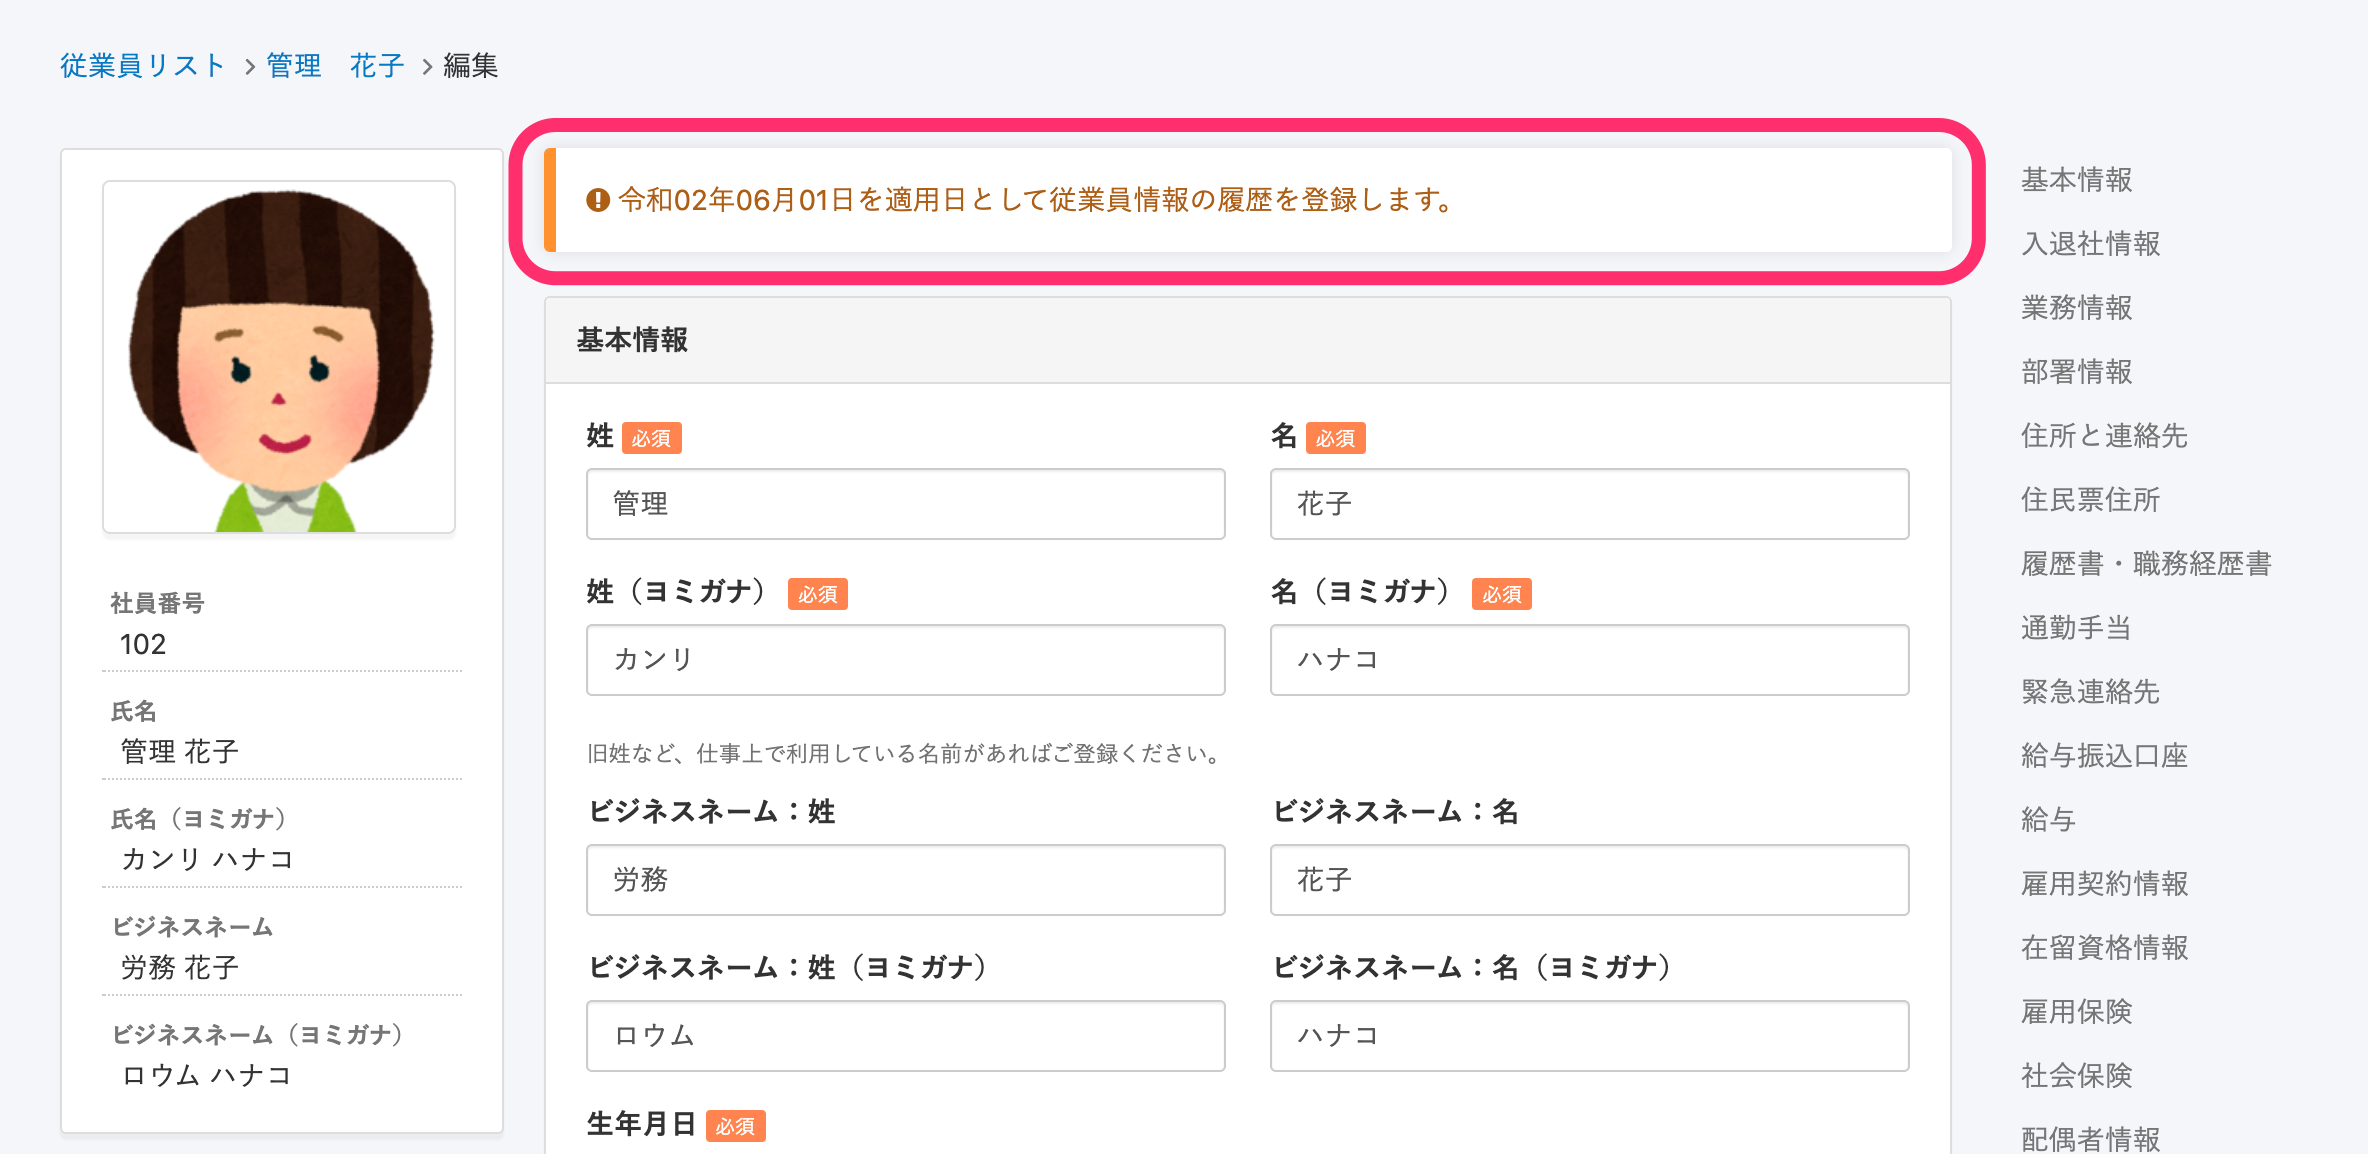 従業員リスト > 管理　花子 > 編集
社員番号
102
氏名
管理 花子
氏名（ヨミガナ）
カンリ ハナコ
ビジネスネーム
労務 花子
ビジネスネーム（ヨミガナ）
ロウム ハナコ
令和02年06月01日を適用日として従業員情報の履歴を登録します。
基本情報
姓 必須
名 必須
管理
花子
姓（ヨミガナ） 必須
名（ヨミガナ） 必須
カンリ
ハナコ
旧姓など、仕事上で利用している名前があればご登録ください。
ビジネスネーム：姓
ビジネスネーム：名
労務
花子
ビジネスネーム：姓（ヨミガナ）
ビジネスネーム：名（ヨミガナ）
ロウム
ハナコ
生年月日 必須
基本情報
入退社情報
業務情報
部署情報
住所と連絡先
住民票住所
履歴書・職務経歴書
通勤手当
緊急連絡先
給与振込口座
給与
雇用契約情報
在留資格情報
雇用保険
社会保険
配偶者情報